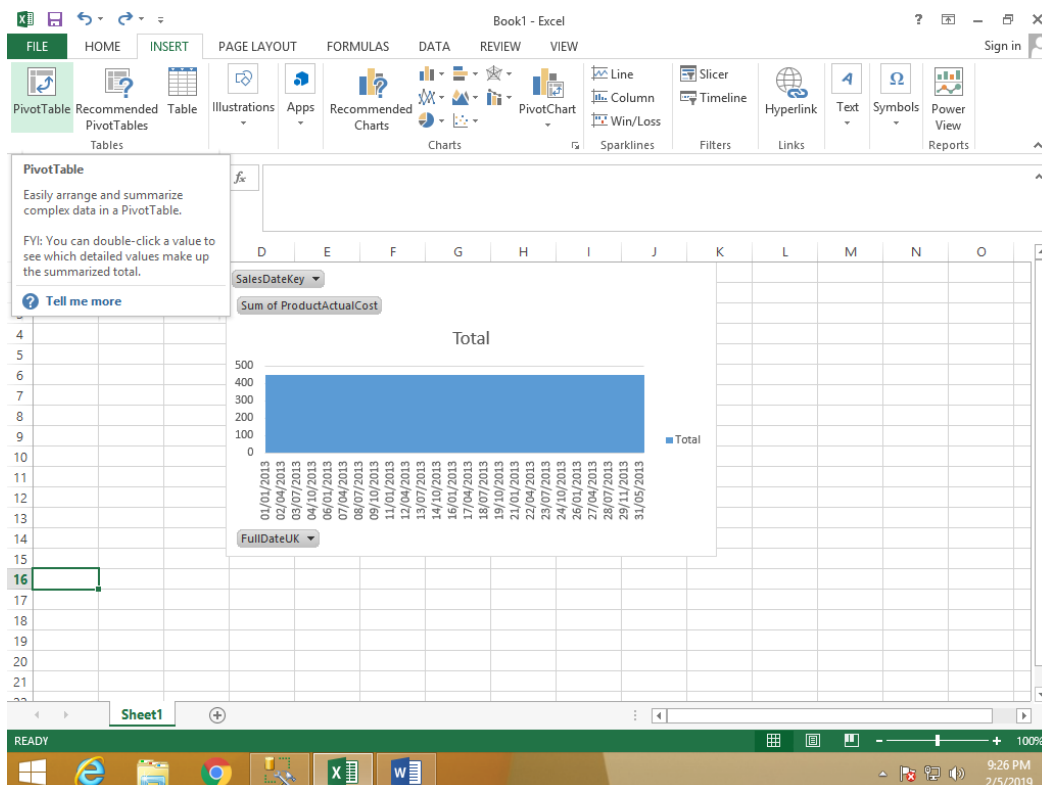 Book1 - Excel
?
FILE HOME INSERT PAGE LAYOUT FORMULAS DATA REVIEW VIEW Sign in
PivotTable Recommended PivotTables Table Illustrations Apps Recommended Charts PivotChart Line Column Win/Loss Slicer Timeline Hyperlink Text Symbols Power View
Tables Charts Sparklines Filters Links Reports
PivotTable
Easily arrange and summarize
complex data in a PivotTable.
FYI: You can double-click a value to
see which detailed values make up
the summarized total.
? Tell me more
fx
D E F G H I J K L M N O
SalesDateKey
Sum of ProductActualCost
Total
500
400
300
200
100
0
Total
01/01/2013
02/04/2013
03/07/2013
04/10/2013
06/01/2013
07/04/2013
08/07/2013
09/10/2013
11/01/2013
12/04/2013
13/07/2013
14/10/2013
16/01/2013
17/04/2013
18/07/2013
19/10/2013
21/01/2013
22/04/2013
23/07/2013
24/10/2013
26/01/2013
27/04/2013
28/07/2013
29/11/2013
31/05/2013
FullDateUK
4
5
6
7
8
9
10
11
12
13
14
15
16
17
18
19
20
21
Sheet1
READY
100%
9:26 PM
2/5/2019